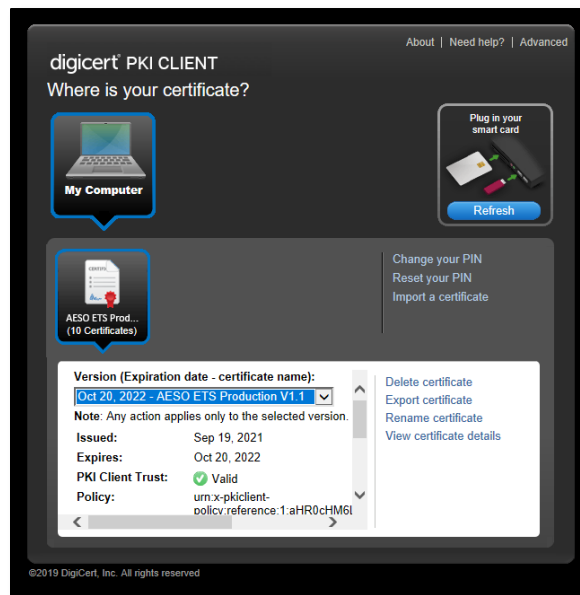 About | Need help? | Advanced
digicert® PKI CLIENT
Where is your certificate?
My Computer
Plug in your
smart card
Refresh
CERTIFIC
AESO ETS Prod...
(10 Certificates)
Change your PIN
Reset your PIN
Import a certificate
Version (Expiration
date - certificate name):
Oct 20, 2022 - AESO ETS Production V1.1
Note: Any action applies only to the selected version.
Issued: Sep 19, 2021
Expires: Oct 20, 2022
PKI Client Trust: Valid
Policy: urn:x-pkiclient-
policy:reference:1:aHR0cHM6L
Delete certificate
Export certificate
Rename certificate
View certificate details
©2019 DigiCert, Inc. All rights reserved